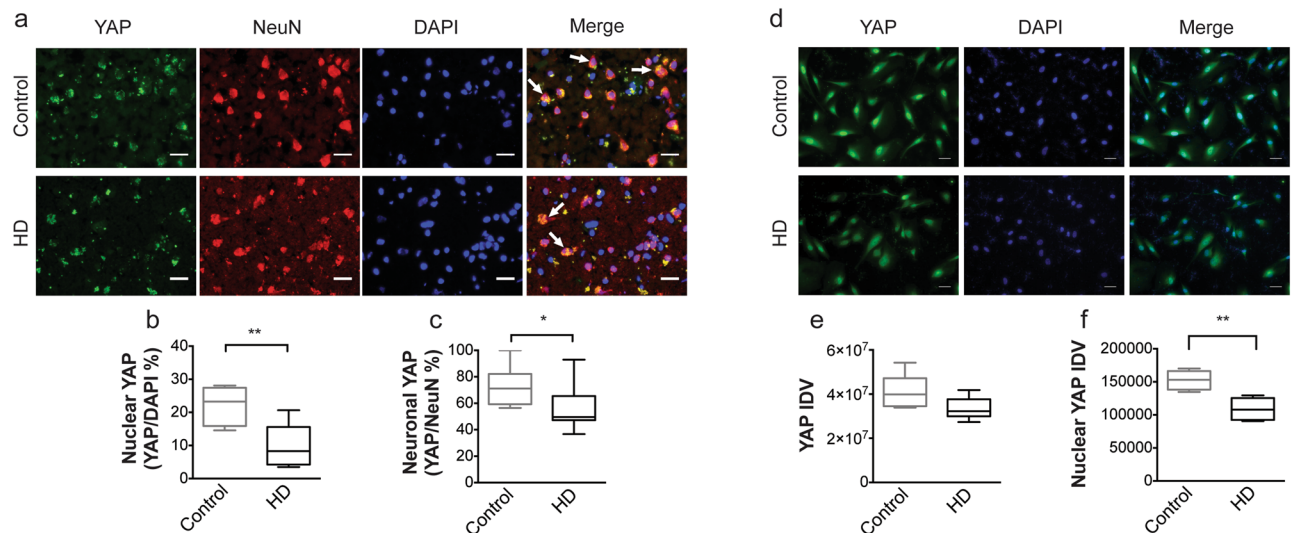 a
YAP NeuN DAPI Merge
Control
HD
b
**
Nuclear YAP
(YAP/DAPI %)
40
30
20
10
0
Control HD
c
*
Neuronal YAP
(YAP/NeuN %)
100
80
60
40
20
0
Control HD
d
YAP DAPI Merge
Control
HD
e
YAP IDV
6×10⁷
4×10⁷
2×10⁷
0
Control HD
f
**
Nuclear YAP IDV
200000
150000
100000
50000
0
Control HD